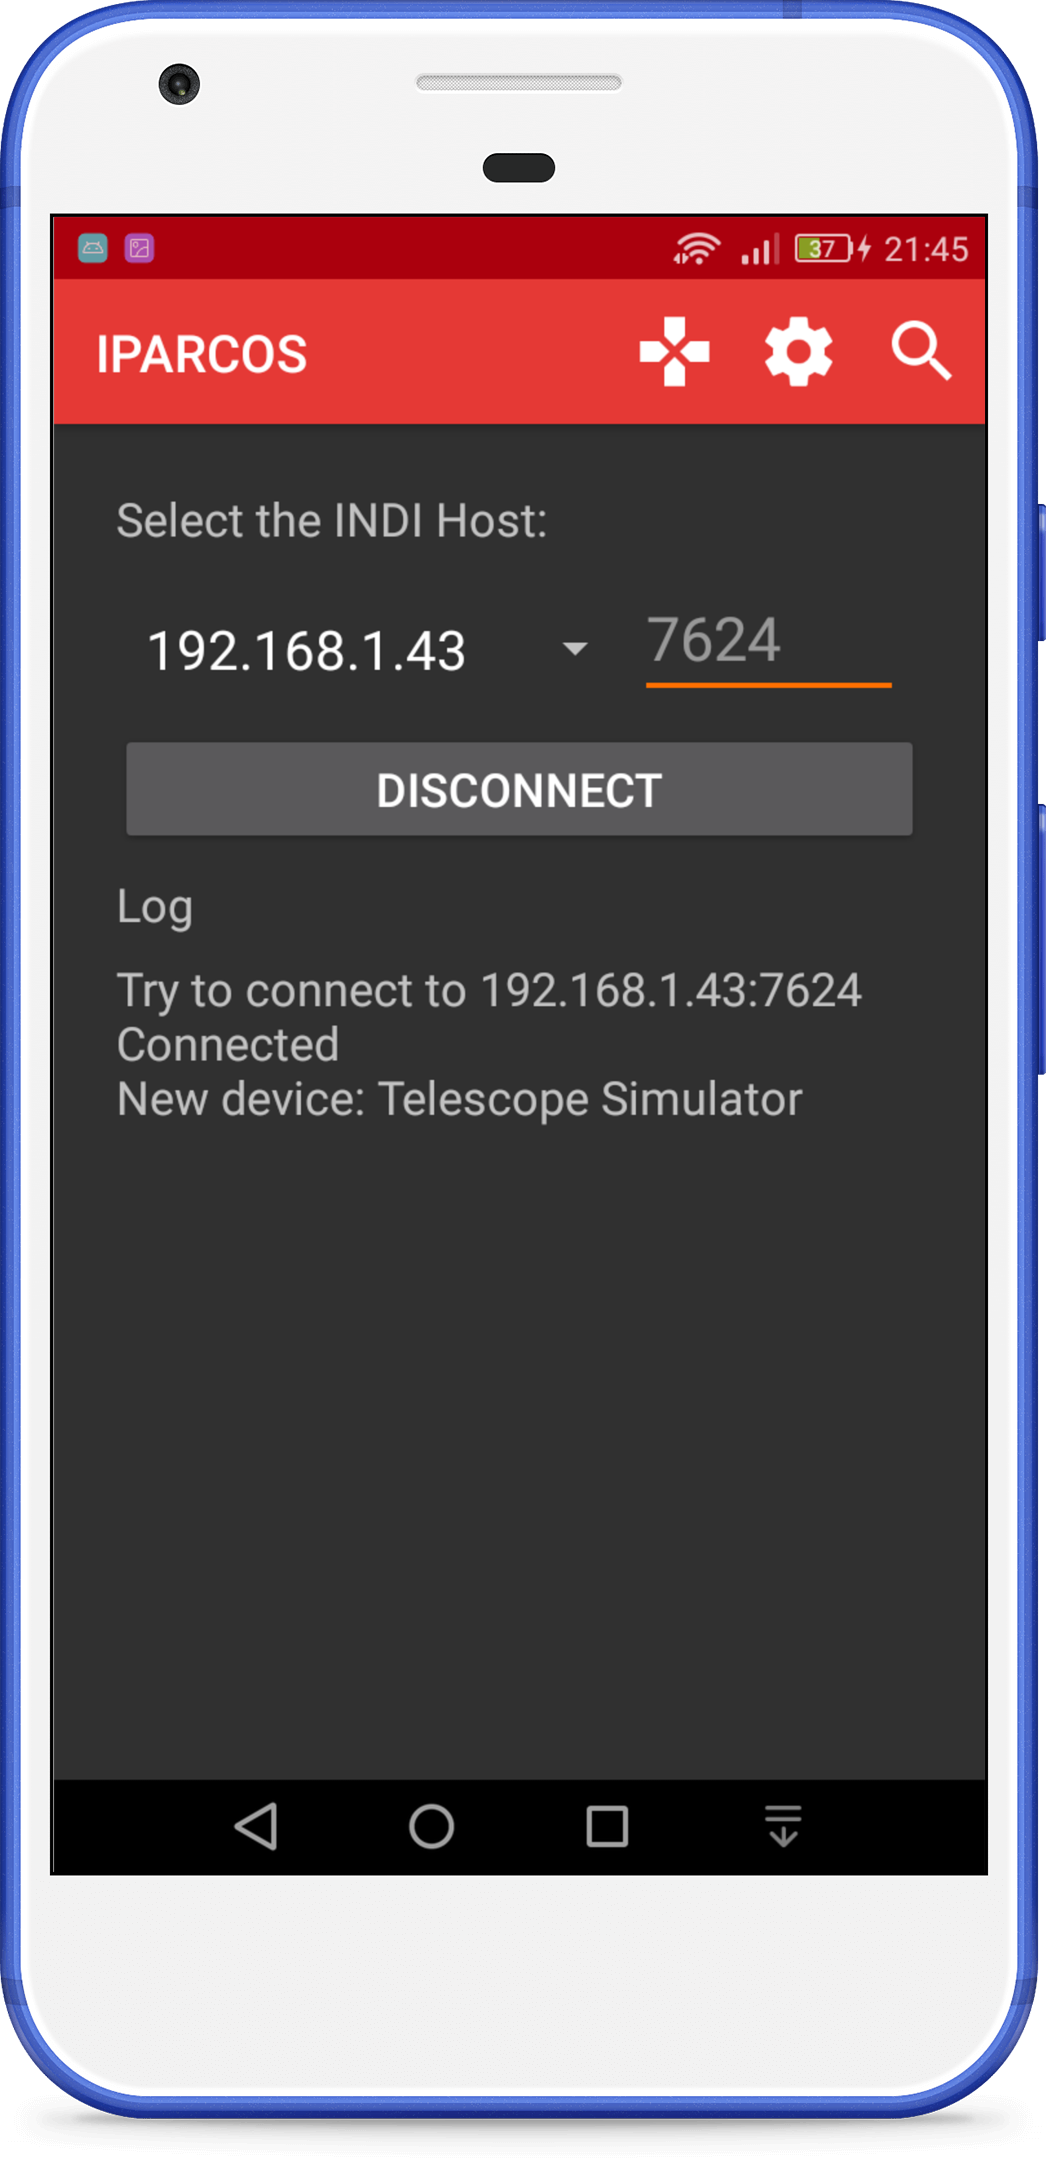 37 21:45
IPARCOS
Select the INDI Host:
192.168.1.43 7624
DISCONNECT
Log
Try to connect to 192.168.1.43:7624
Connected
New device: Telescope Simulator